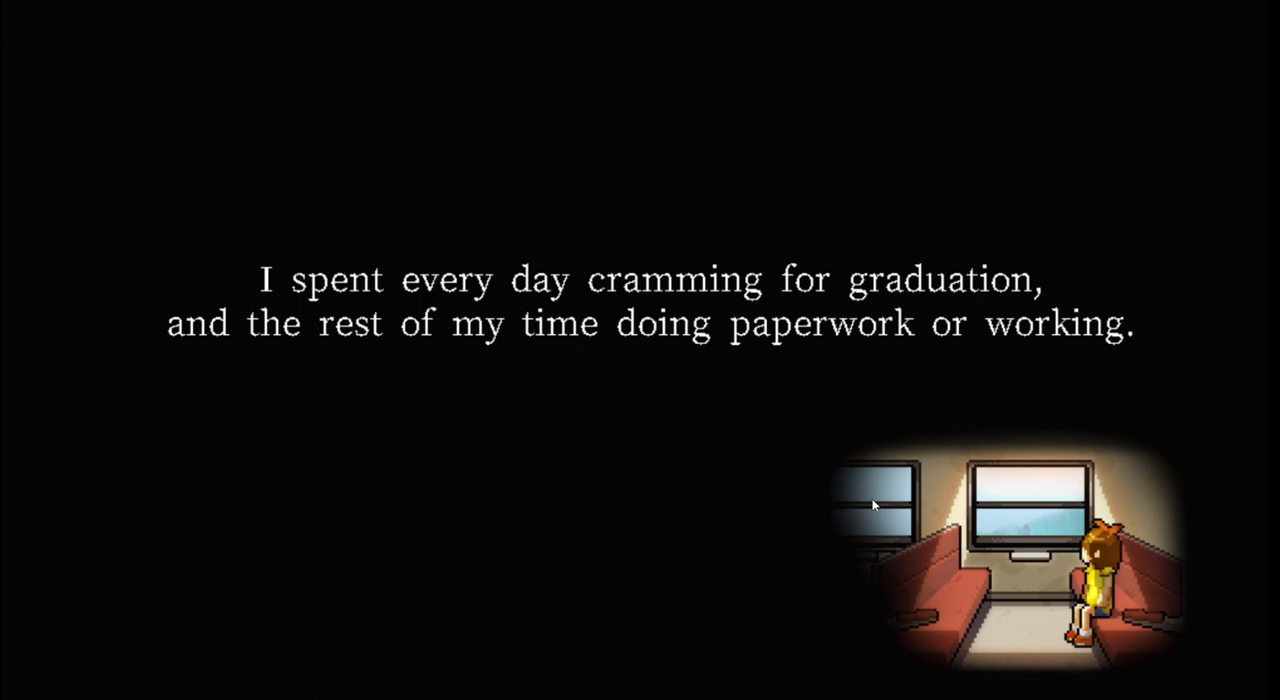 I spent every day cramming for graduation,
and the rest of my time doing paperwork or working.